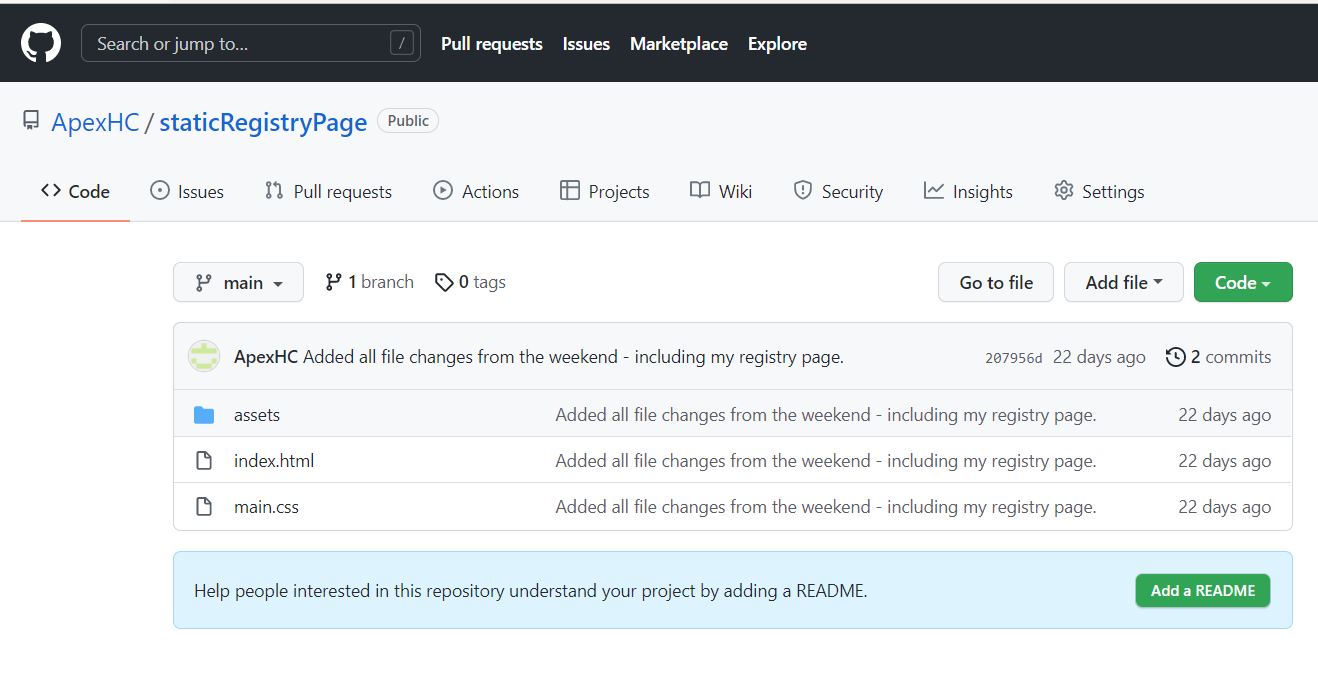 Search or jump to... / Pull requests Issues Marketplace Explore
ApexHC / staticRegistryPage Public
Code Issues Pull requests Actions Projects Wiki Security Insights Settings
main 1 branch 0 tags Go to file Add file Code
ApexHC Added all file changes from the weekend - including my registry page. 207956d 22 days ago 2 commits
assets Added all file changes from the weekend - including my registry page. 22 days ago
index.html Added all file changes from the weekend - including my registry page. 22 days ago
main.css Added all file changes from the weekend - including my registry page. 22 days ago
Help people interested in this repository understand your project by adding a README. Add a README